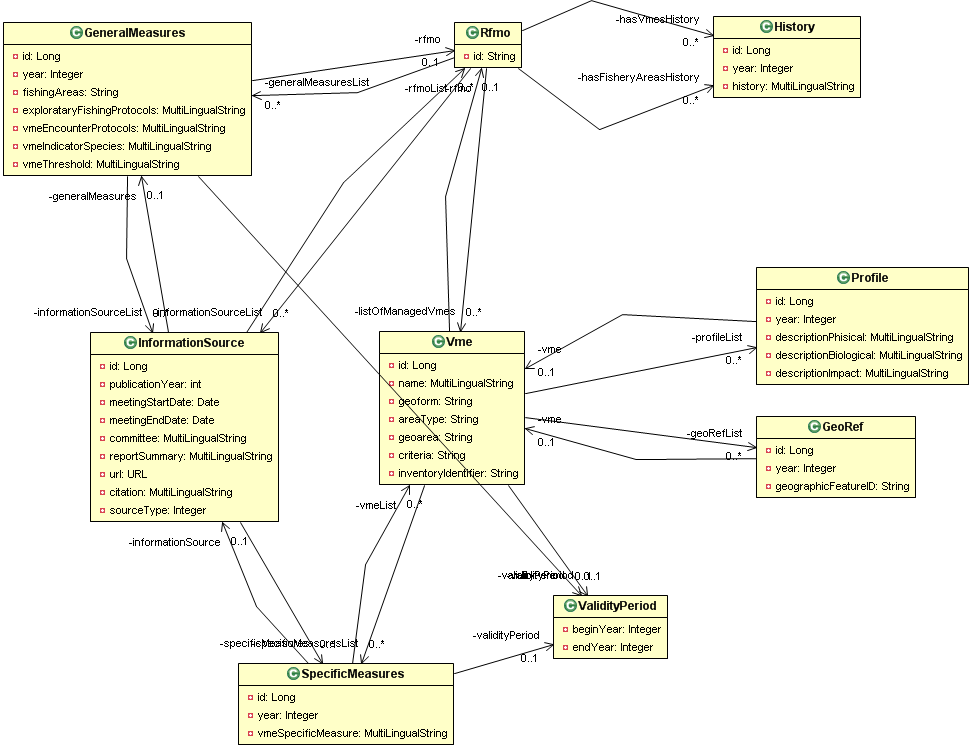 GeneralMeasures
id: Long
year: Integer
fishingAreas: String
explorataryFishingProtocols: MultiLingualString
vmeEncounterProtocols: MultiLingualString
vmeIndicatorSpecies: MultiLingualString
vmeThreshold: MultiLingualString
-rfmo
0..1
-generalMeasuresList
0..*
Rfmo
id: String
-hasVmesHistory
0..*
-hasFisheryAreasHistory
0..*
History
id: Long
year: Integer
history: MultiLingualString
-rfmoList
-rfmo
0..1
-generalMeasures
0..1
-informationSourceList
-informationSourceList
0..*
-listOfManagedVmes
0..*
InformationSource
id: Long
publicationYear: int
meetingStartDate: Date
meetingEndDate: Date
committee: MultiLingualString
reportSummary: MultiLingualString
url: URL
citation: MultiLingualString
sourceType: Integer
Vme
id: Long
name: MultiLingualString
geoform: String
areaType: String
geoarea: String
criteria: String
inventoryIdentifier: String
Profile
id: Long
year: Integer
descriptionPhisical: MultiLingualString
descriptionBiological: MultiLingualString
descriptionImpact: MultiLingualString
-vme
0..1
-profileList
0..*
-vme
0..1
-geoRefList
0..*
GeoRef
id: Long
year: Integer
geographicFeatureID: String
-vmeList
0..*
-informationSource
0..1
-validityPeriod
0..1
ValidityPeriod
beginYear: Integer
endYear: Integer
-specificMeasuresList
0..*
-validityPeriod
0..1
SpecificMeasures
id: Long
year: Integer
vmeSpecificMeasure: MultiLingualString